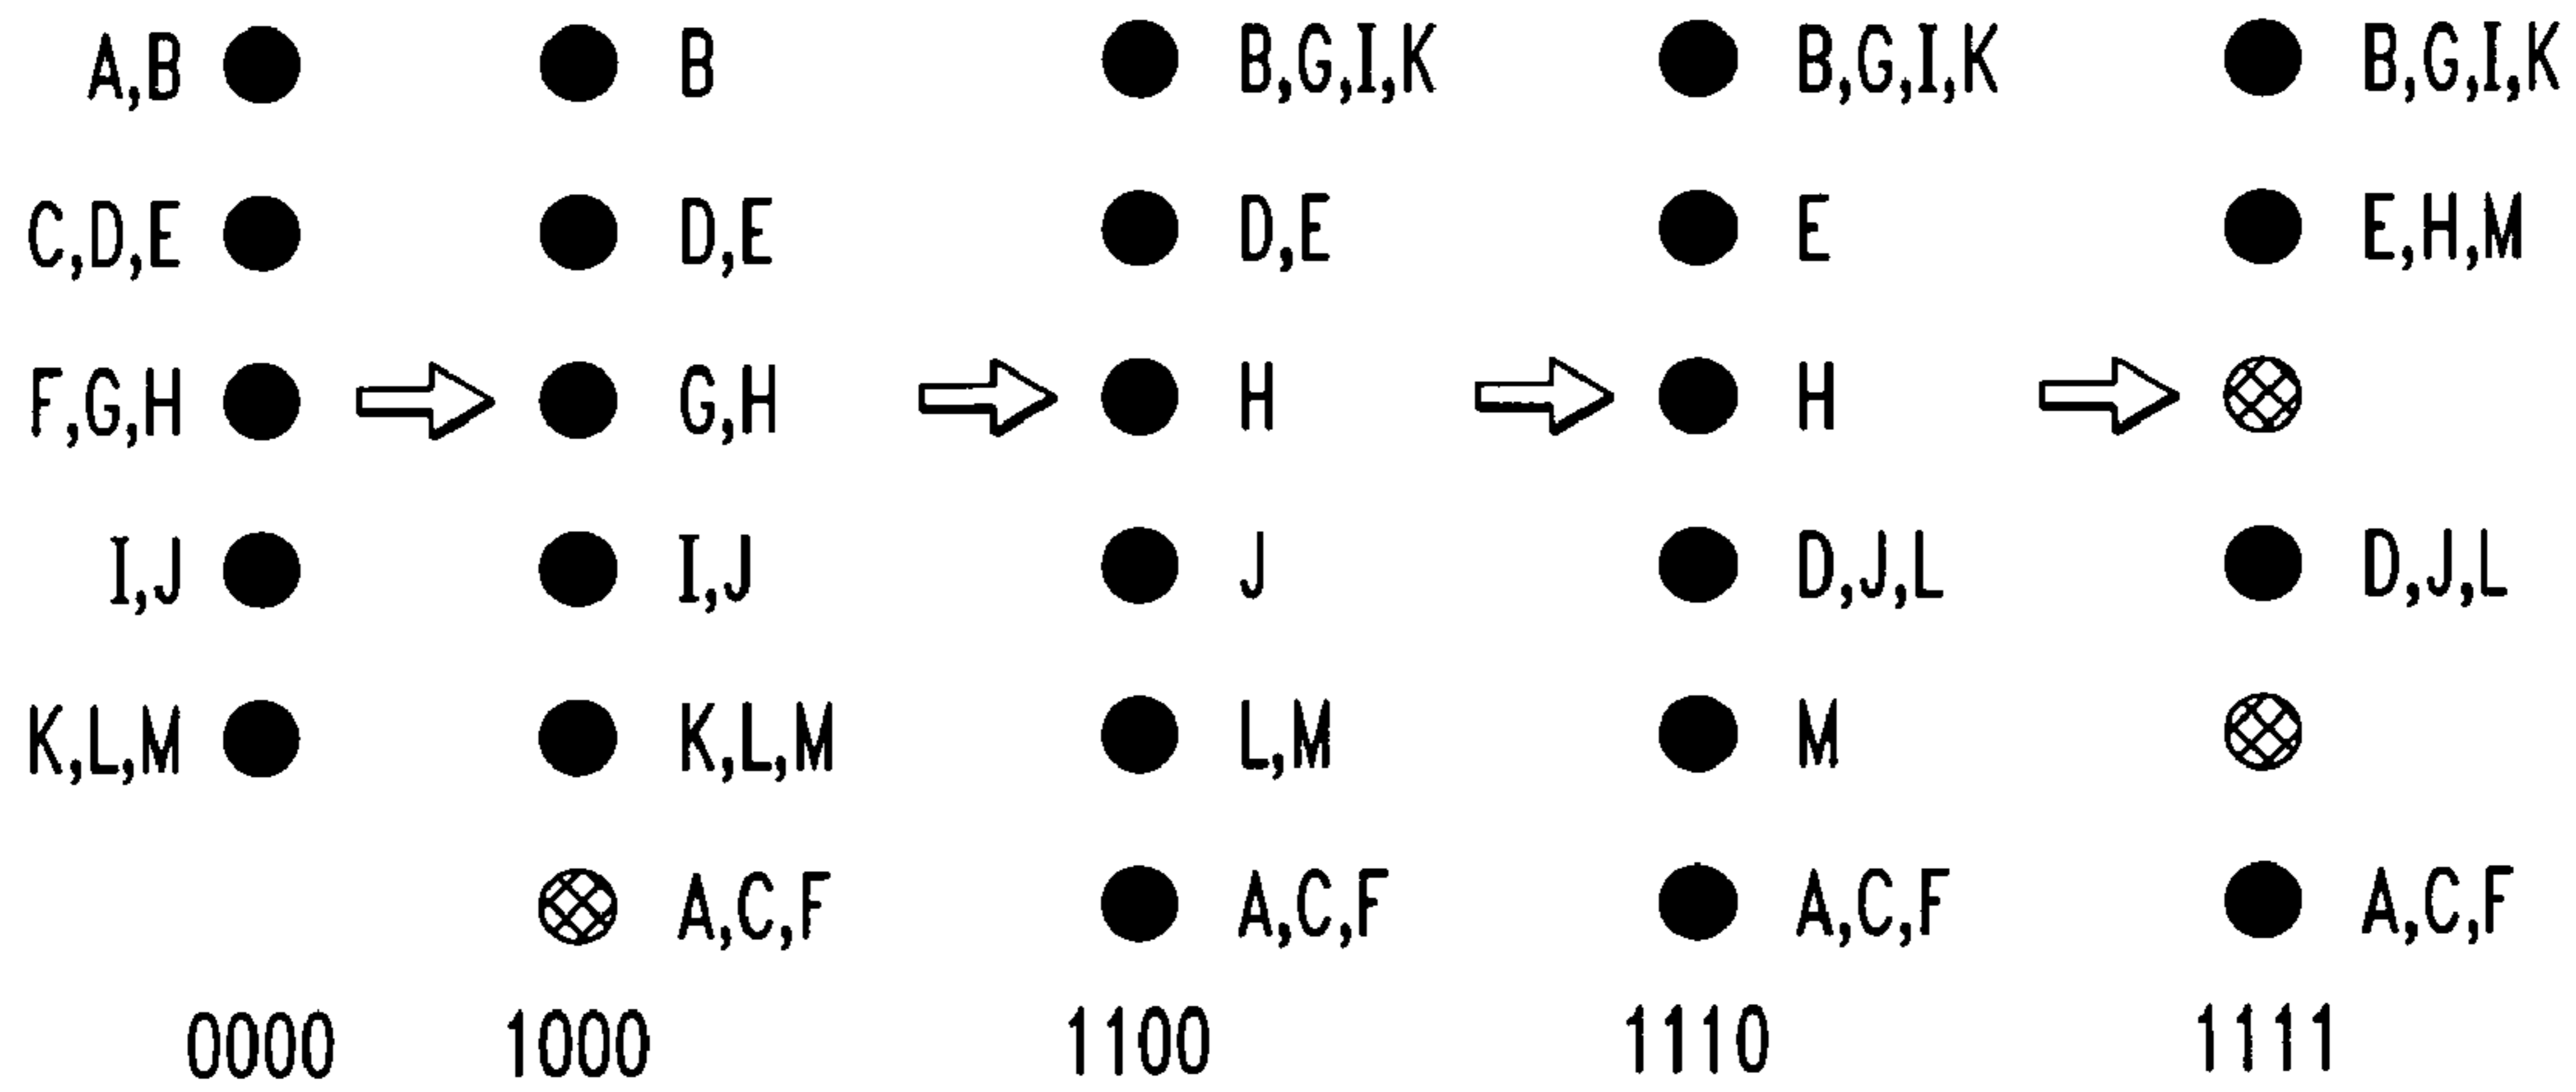 A,B B B,G,I,K B,G,I,K B,G,I,K
C,D,E D,E D,E E E,H,M
F,G,H G,H H H
I,J I,J J D,J,L D,J,L
K,L,M K,L,M L,M M
A,C,F A,C,F A,C,F A,C,F
0000 1000 1100 1110 1111